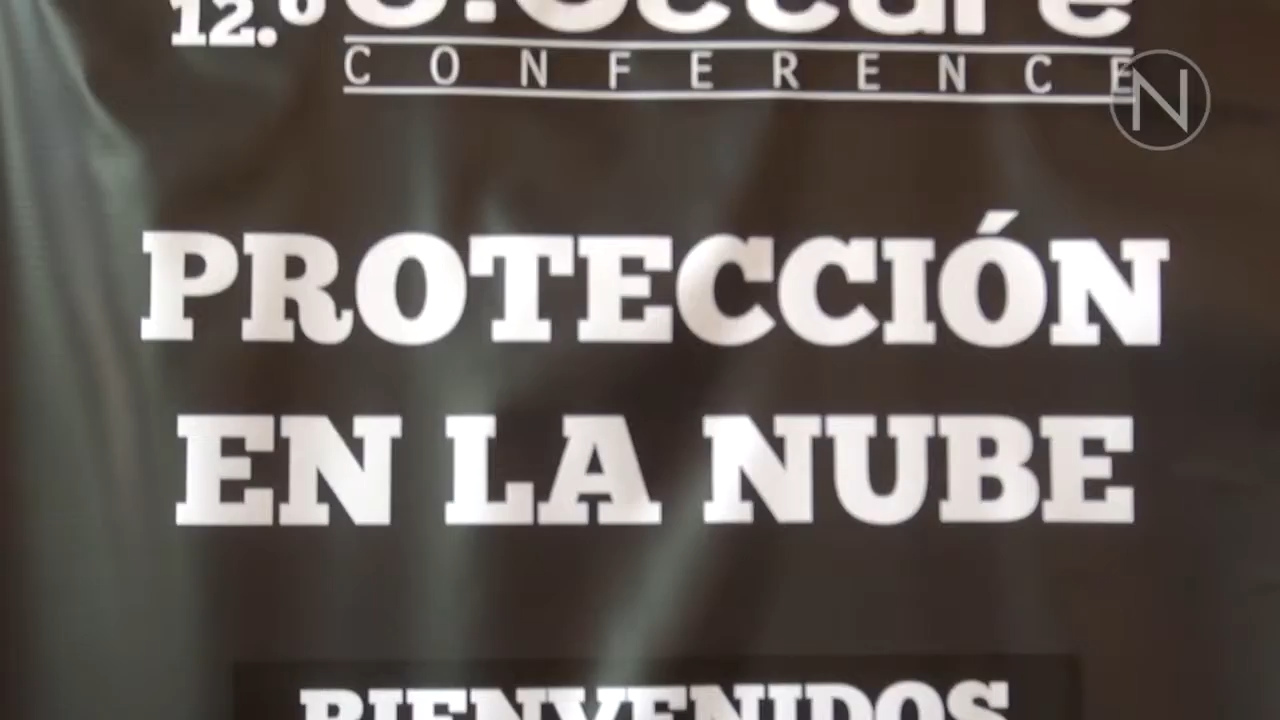 12.º
CONFERENCE
N
PROTECCIÓN
EN LA NUBE
BIENVENIDOS